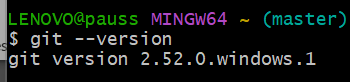 LENOVO@pauss MINGW64 ~ (master)
$ git --version
git version 2.52.0.windows.1